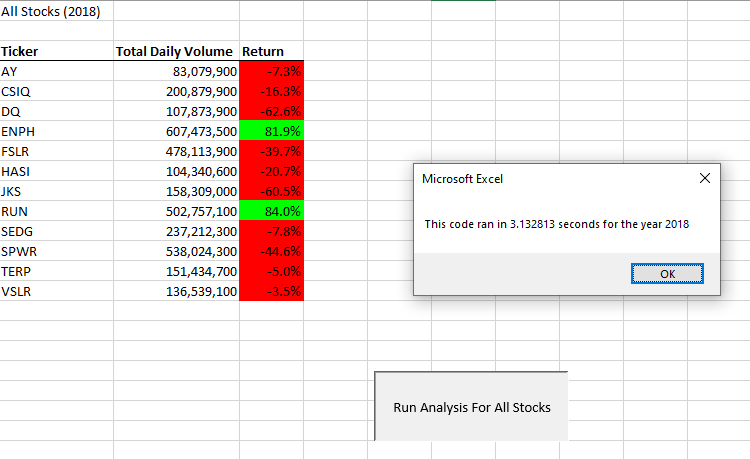 All Stocks (2018)
Ticker Total Daily Volume Return
AY 83,079,900 -7.3%
CSIQ 200,879,900 -16.3%
DQ 107,873,900 -62.6%
ENPH 607,473,500 81.9%
FSLR 478,113,900 -39.7%
HASI 104,340,600 -20.7%
JKS 158,309,000 -60.5%
RUN 502,757,100 84.0%
SEDG 237,212,300 -7.8%
SPWR 538,024,300 -44.6%
TERP 151,434,700 -5.0%
VSLR 136,539,100 -3.5%
Microsoft Excel
This code ran in 3.132813 seconds for the year 2018
OK
Run Analysis For All Stocks